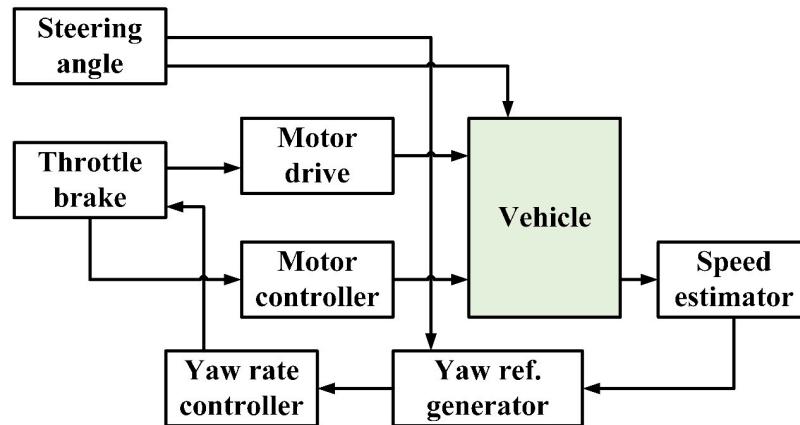 Steering
angle
Throttle
brake
Motor
drive
Motor
controller
Vehicle
Speed
estimator
Yaw rate
controller
Yaw ref.
generator